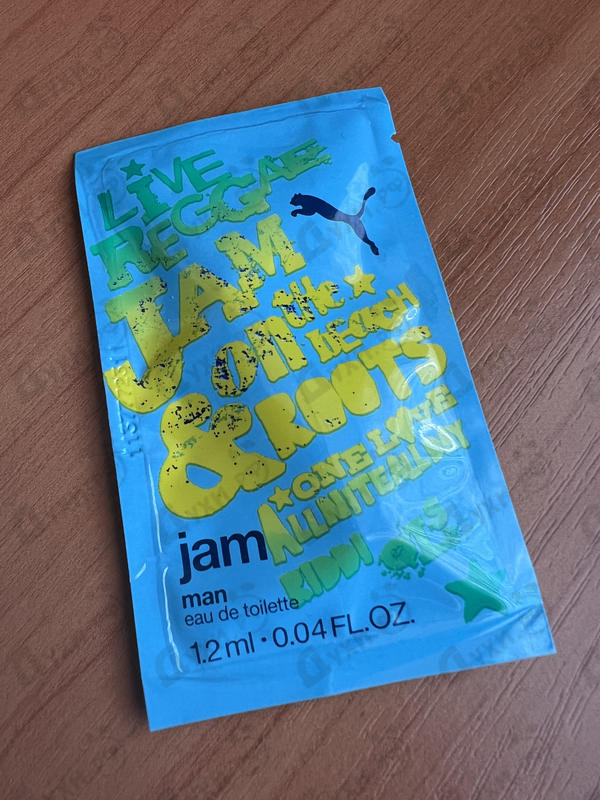 LIVE
REGGAE
JAM
on the
beach
& ROOTS
ONE LOVE
ALLNITEALLDAY
RIDDI
jam
man
eau de toilette
1.2 ml • 0.04 FL.OZ.